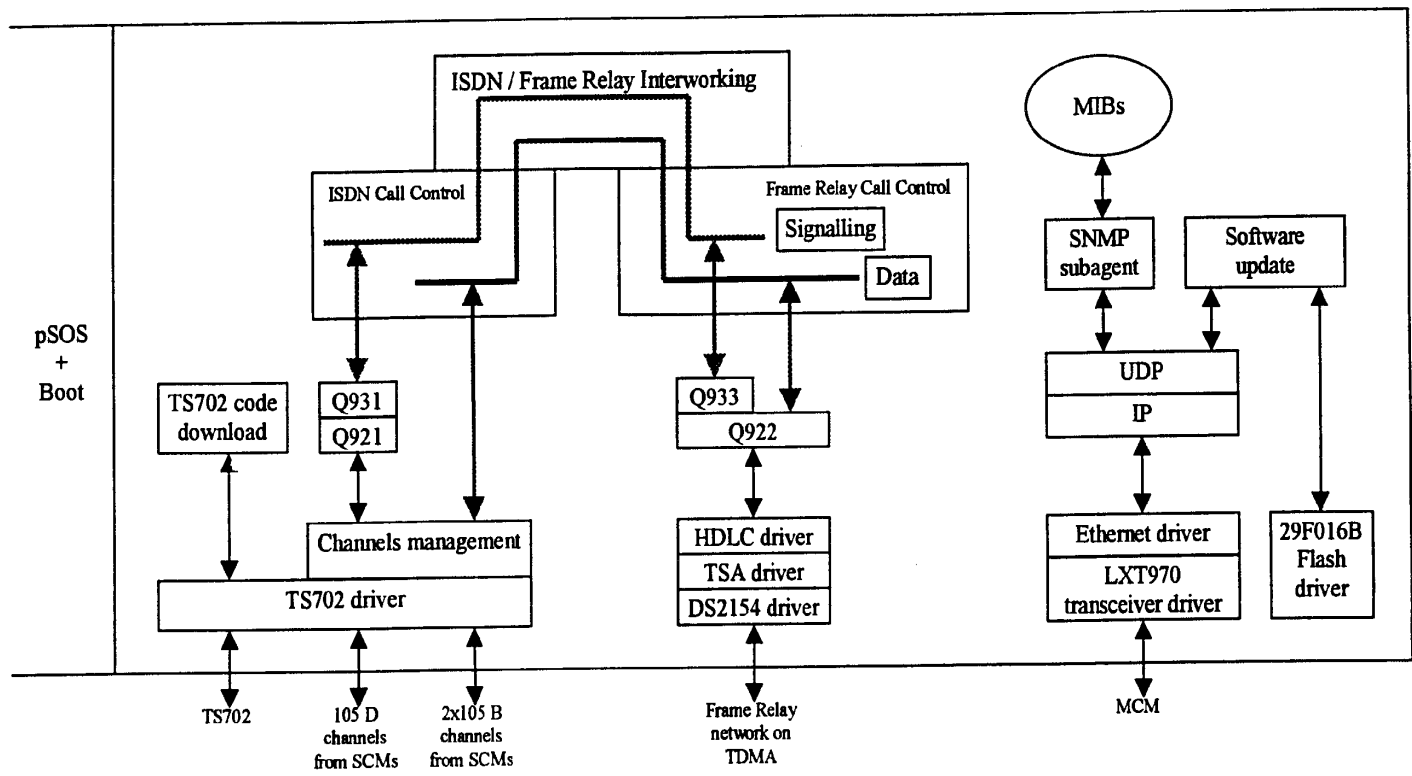 ISDN / Frame Relay Interworking
MIBs
ISDN Call Control
Frame Relay Call Control
Signalling
Data
SNMP
subagent
Software
update
pSOS
+
Boot
TS702 code
download
Q931
Q921
Q933
Q922
UDP
IP
Channels management
TS702 driver
HDLC driver
TSA driver
DS2154 driver
Ethernet driver
LXT970
transceiver driver
29F016B
Flash
driver
TS702
105 D
channels
from SCMs
2x105 B
channels
from SCMs
Frame Relay
network on
TDMA
MCM